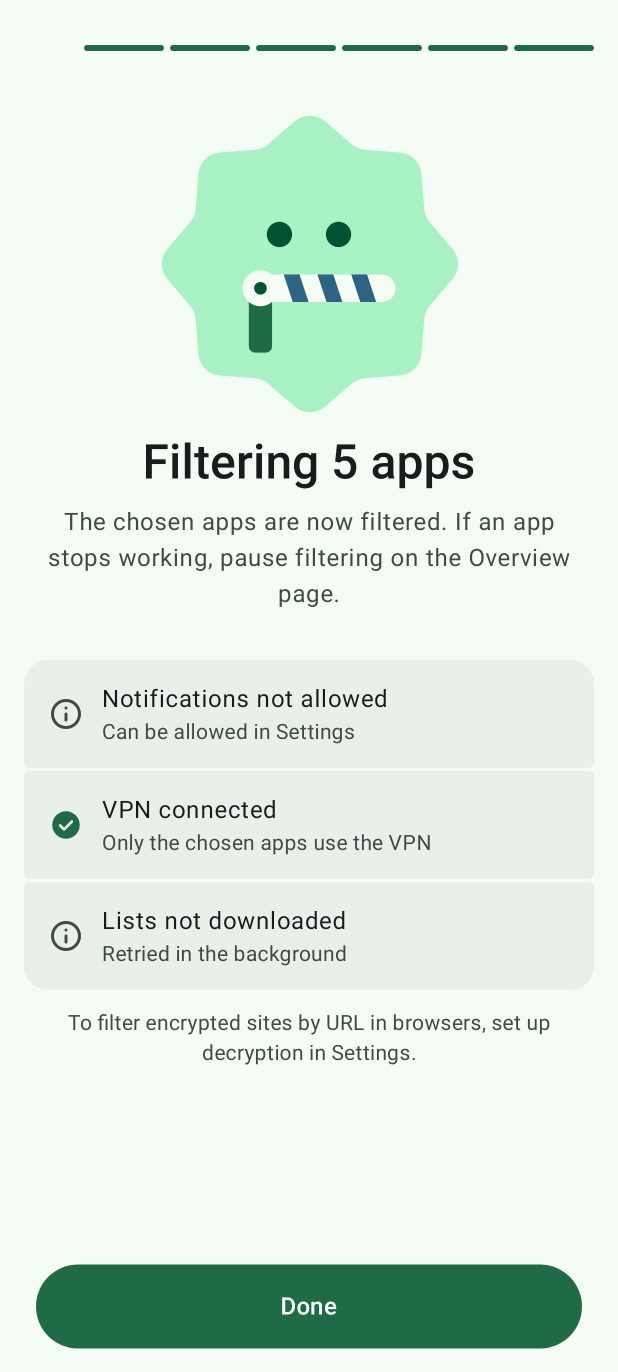 Filtering 5 apps
The chosen apps are now filtered. If an app
stops working, pause filtering on the Overview
page.
Notifications not allowed
Can be allowed in Settings
VPN connected
Only the chosen apps use the VPN
Lists not downloaded
Retried in the background
To filter encrypted sites by URL in browsers, set up
decryption in Settings.
Done